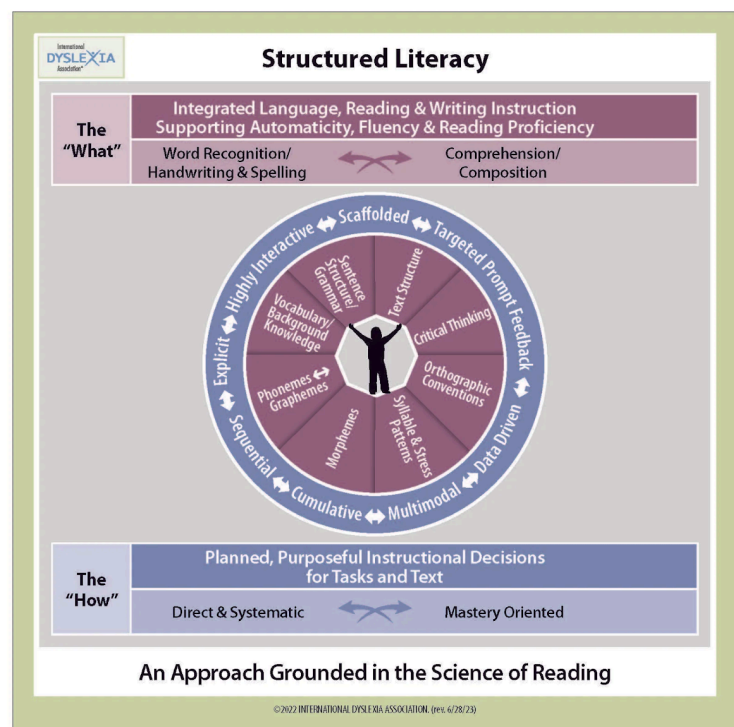 International
DYSLEXIA
Association®
Structured Literacy
The
"What"
Integrated Language, Reading & Writing Instruction
Supporting Automaticity, Fluency & Reading Proficiency
Word Recognition/
Handwriting & Spelling
Comprehension/
Composition
Scaffolded
Targeted Prompt Feedback
Data Driven
Multimodal
Cumulative
Sequential
Explicit
Highly Interactive
Text Structure
Critical Thinking
Orthographic
Conventions
Syllable & Stress
Patterns
Morphemes
Phonemes
Graphemes
Vocabulary/
Background
Knowledge
Sentence
Structure/
Grammar
The
"How"
Planned, Purposeful Instructional Decisions
for Tasks and Text
Direct & Systematic
Mastery Oriented
An Approach Grounded in the Science of Reading
©2022 INTERNATIONAL DYSLEXIA ASSOCIATION. (rev. 6/28/23)